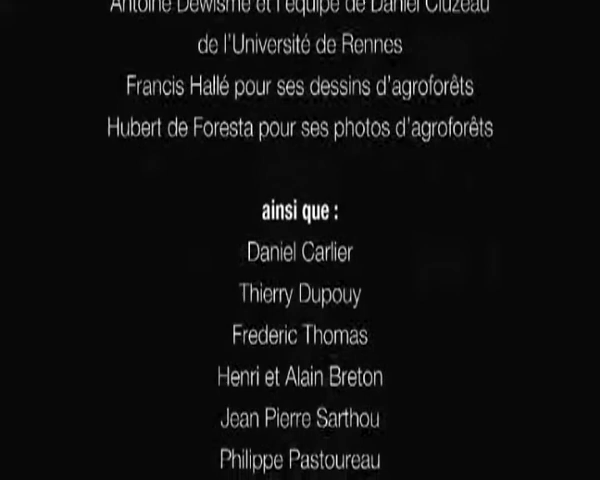 Antoine Dewisme et l'équipe de Daniel Cluzeau
de l'Université de Rennes
Francis Hallé pour ses dessins d'agroforêts
Hubert de Foresta pour ses photos d'agroforêts
ainsi que :
Daniel Carlier
Thierry Dupouy
Frederic Thomas
Henri et Alain Breton
Jean Pierre Sarthou
Philippe Pastoureau